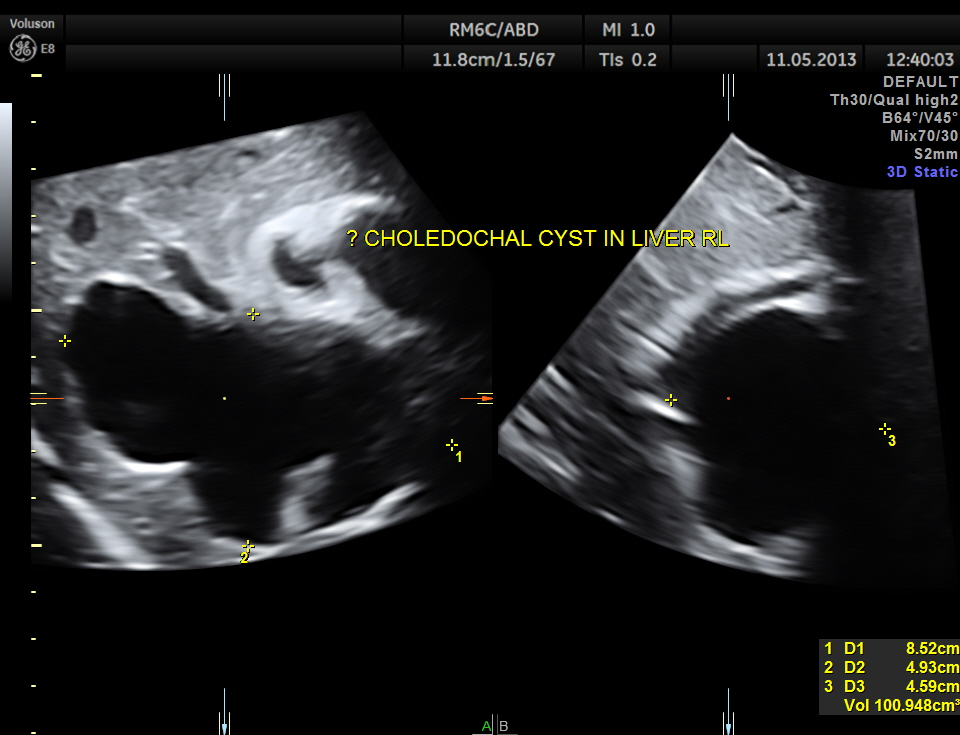 Voluson
E8
RM6C/ABD
MI 1.0
11.8cm/1.5/67
TIs 0.2
11.05.2013
12:40:03
DEFAULT
Th30/Qual high2
B64°/V45°
Mix70/30
S2mm
3D Static
? CHOLEDOCHAL CYST IN LIVER RL
1
2
3
1 D1 8.52cm
2 D2 4.93cm
3 D3 4.59cm
Vol 100.948cm³
A B